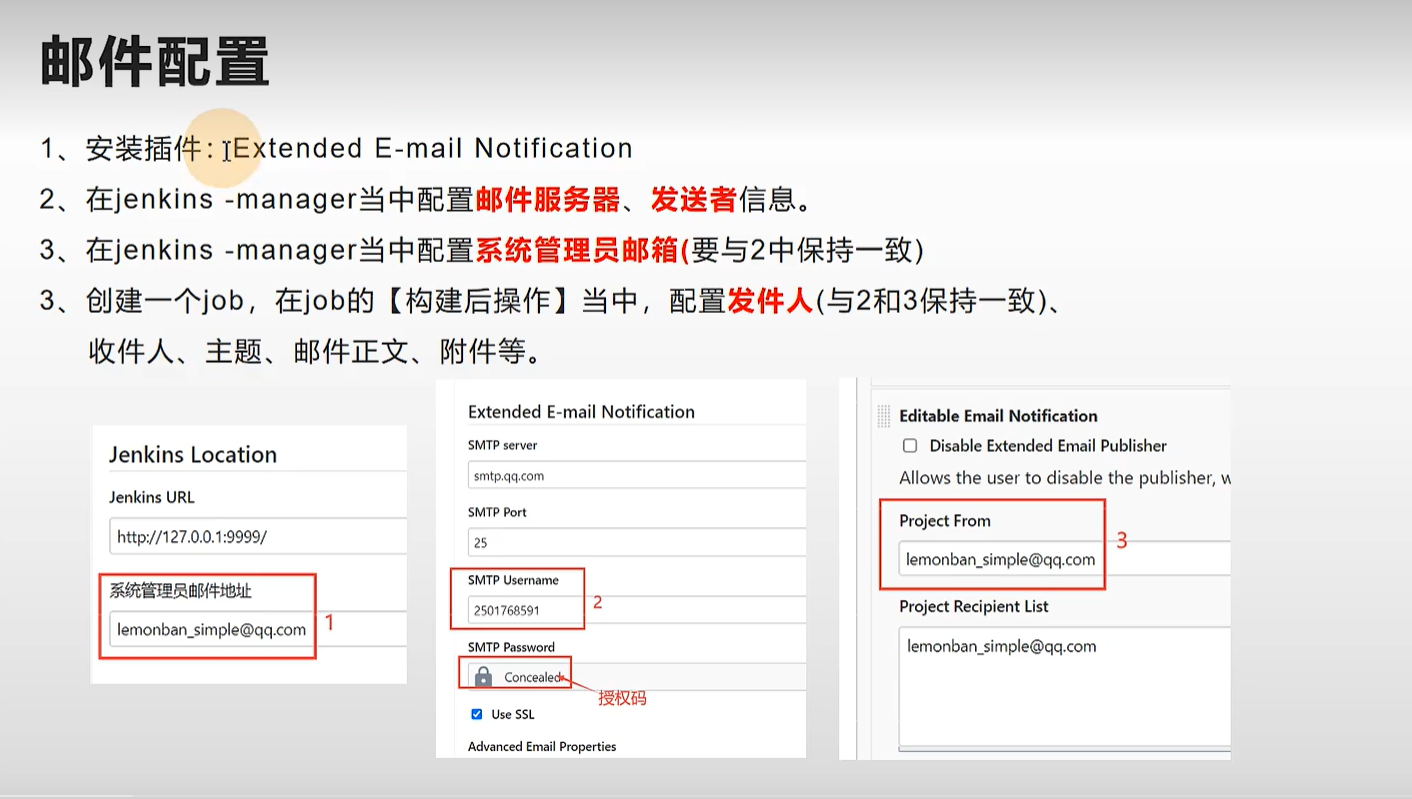 邮件配置
1、安装插件：Extended E-mail Notification
2、在jenkins -manager当中配置邮件服务器、发送者信息。
3、在jenkins -manager当中配置系统管理员邮箱(要与2中保持一致)
3、创建一个job，在job的【构建后操作】当中，配置发件人(与2和3保持一致)、
收件人、主题、邮件正文、附件等。
Jenkins Location
Jenkins URL
http://127.0.0.1:9999/
系统管理员邮件地址
lemonban_simple@qq.com
1
Extended E-mail Notification
SMTP server
smtp.qq.com
SMTP Port
25
SMTP Username
2501768591
2
SMTP Password
Concealed
授权码
Use SSL
Advanced Email Properties
Editable Email Notification
Disable Extended Email Publisher
Allows the user to disable the publisher, w
Project From
lemonban_simple@qq.com
3
Project Recipient List
lemonban_simple@qq.com